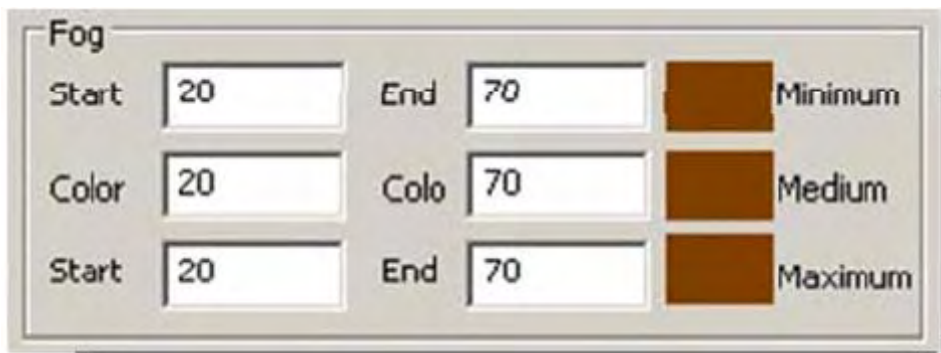 Fog
Start 20 End 70 Minimum
Color 20 Colo 70 Medium
Start 20 End 70 Maximum